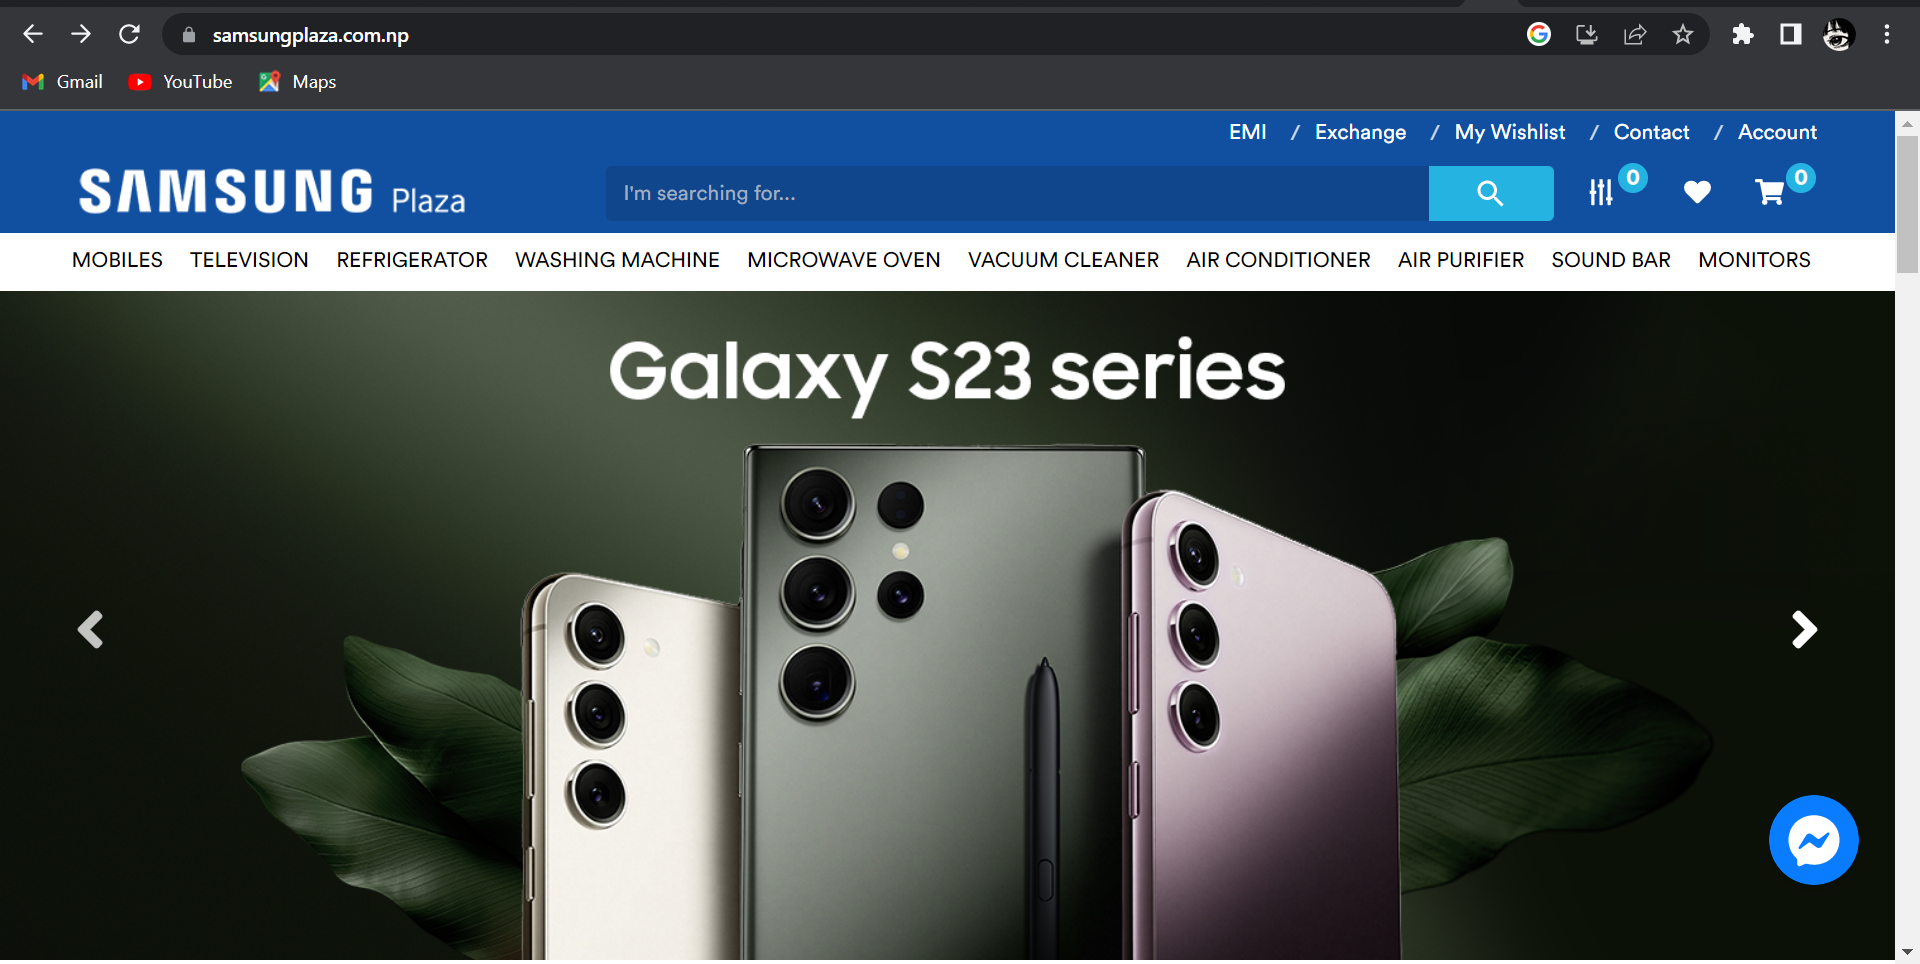 samsungplaza.com.np
Gmail YouTube Maps
EMI / Exchange / My Wishlist / Contact / Account
SAMSUNG Plaza
I'm searching for...
0
0
MOBILES TELEVISION REFRIGERATOR WASHING MACHINE MICROWAVE OVEN VACUUM CLEANER AIR CONDITIONER AIR PURIFIER SOUND BAR MONITORS
Galaxy S23 series